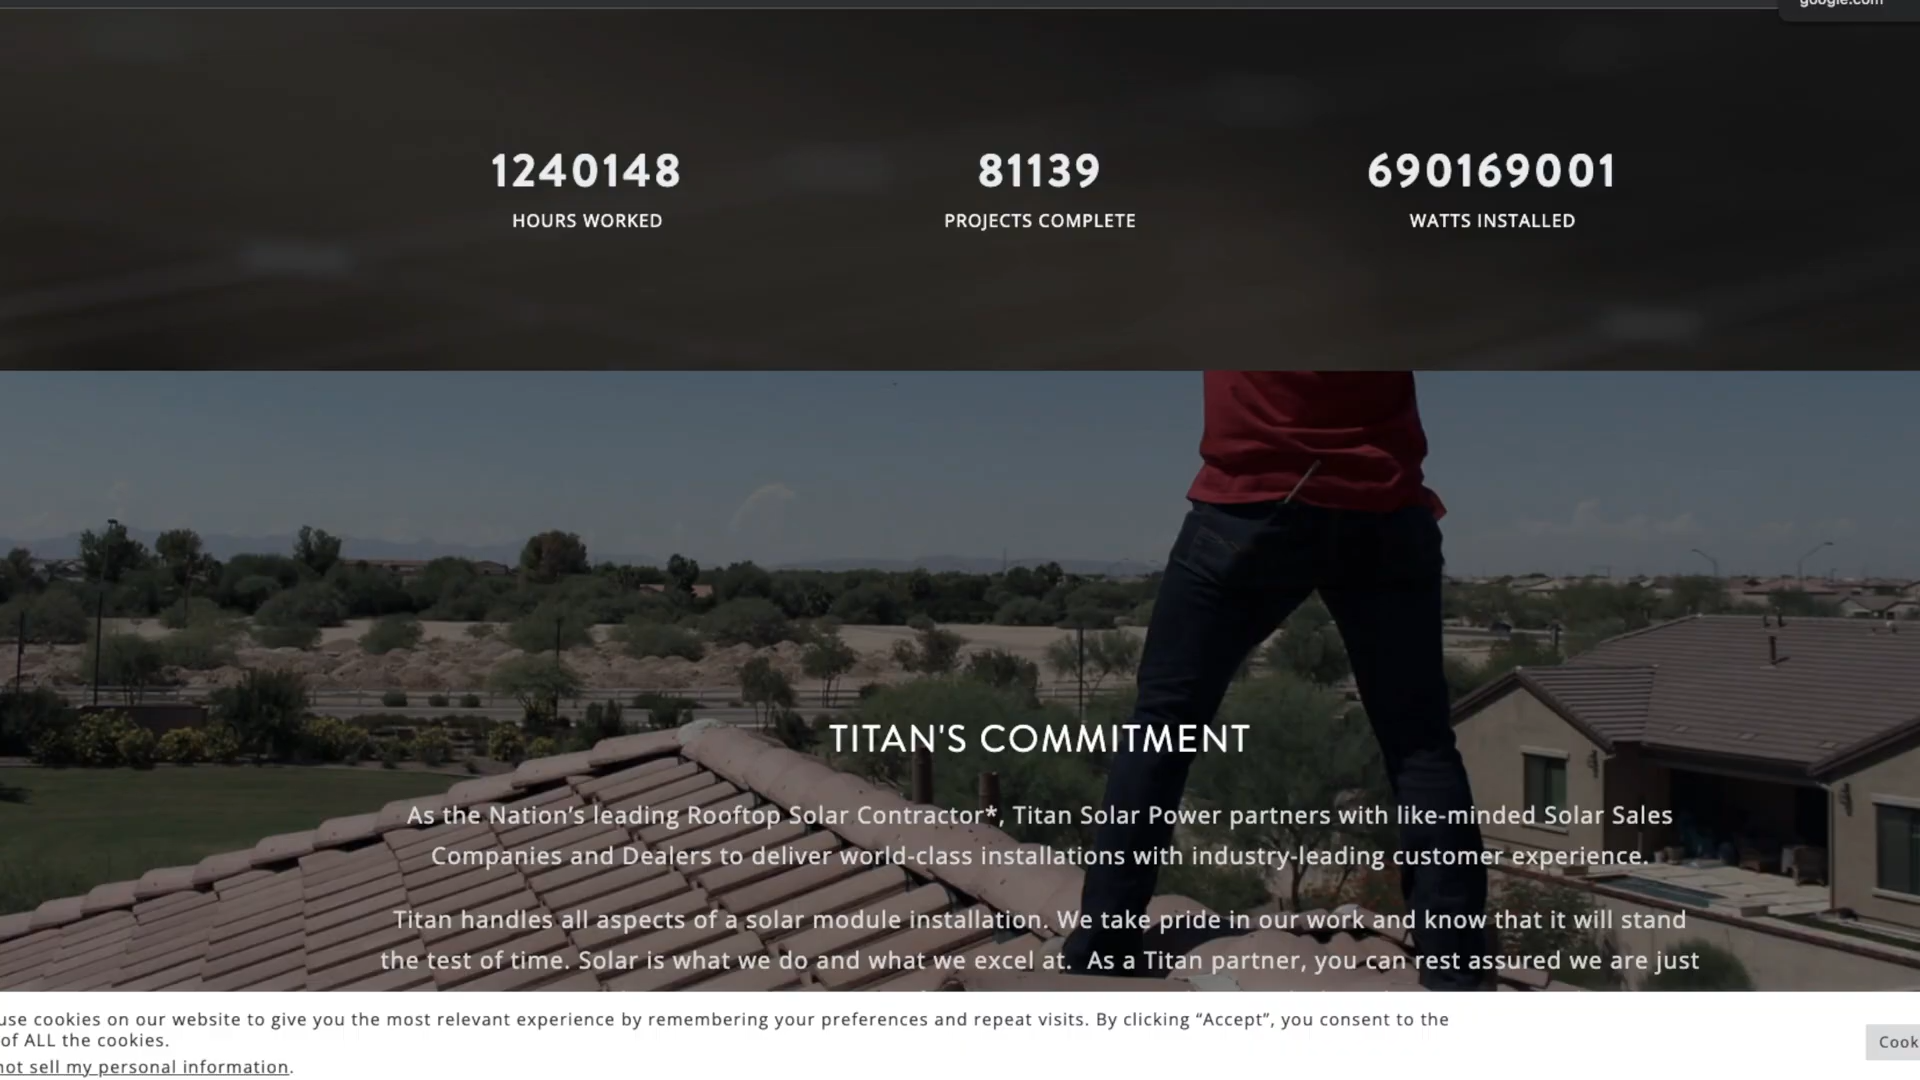 google.com
1240148
HOURS WORKED
81139
PROJECTS COMPLETE
690169001
WATTS INSTALLED
TITAN'S COMMITMENT
As the Nation’s leading Rooftop Solar Contractor*, Titan Solar Power partners with like-minded Solar Sales
Companies and Dealers to deliver world-class installations with industry-leading customer experience.
Titan handles all aspects of a solar module installation. We take pride in our work and know that it will stand
the test of time. Solar is what we do and what we excel at. As a Titan partner, you can rest assured we are just
use cookies on our website to give you the most relevant experience by remembering your preferences and repeat visits. By clicking “Accept”, you consent to the
of ALL the cookies.
not sell my personal information.
Cook